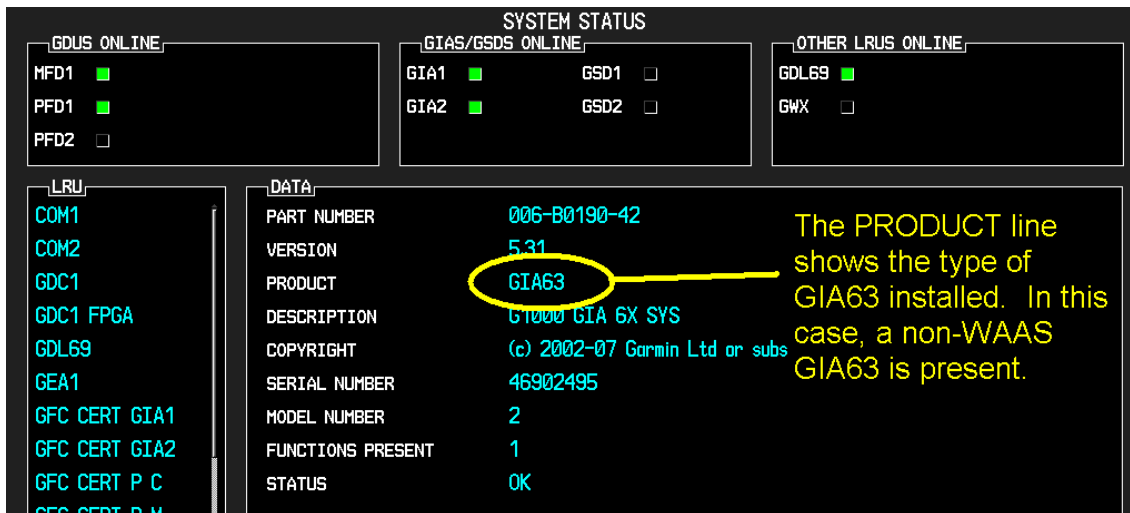 SYSTEM STATUS
GDUS ONLINE
MFD1
PFD1
PFD2
GIAS/GSDS ONLINE
GIA1 GSD1
GIA2 GSD2
OTHER LRUS ONLINE
GDL69
GWX
LRU
COM1
COM2
GDC1
GDC1 FPGA
GDL69
GEA1
GFC CERT GIA1
GFC CERT GIA2
GFC CERT P C
DATA
PART NUMBER 006-B0190-42
VERSION 5.31
PRODUCT GIA63
DESCRIPTION G1000 GIA 6X SYS
COPYRIGHT (c) 2002-07 Garmin Ltd or subs
SERIAL NUMBER 46902495
MODEL NUMBER 2
FUNCTIONS PRESENT 1
STATUS OK
The PRODUCT line
shows the type of
GIA63 installed. In this
case, a non-WAAS
GIA63 is present.